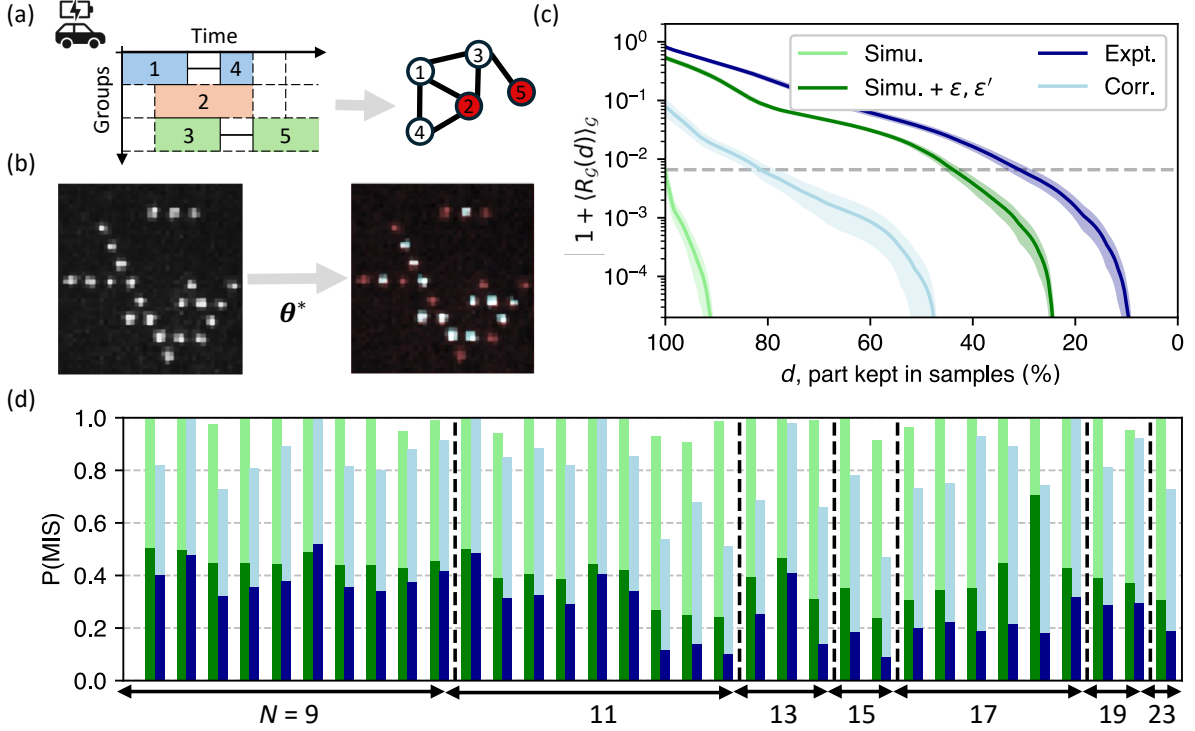 (a)
Time
Groups
1
4
2
3
5
1
3
2
5
4
(b)
θ*
(c)
| 1 + ⟨R_𝒢(d)⟩_𝒢 |
10⁰
10⁻¹
10⁻²
10⁻³
10⁻⁴
Simu.
Simu. + ε, ε′
Expt.
Corr.
100 80 60 40 20 0
d, part kept in samples (%)
(d)
P(MIS)
1.0
0.8
0.6
0.4
0.2
0.0
N = 9 11 13 15 17 19 23